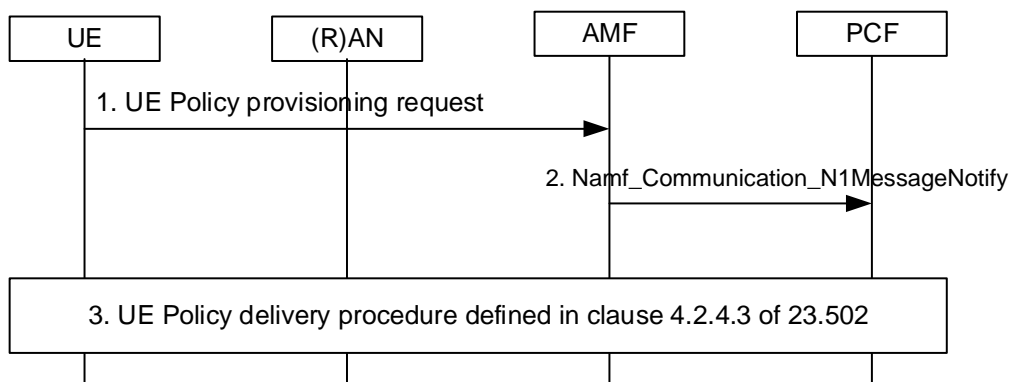 UE
(R)AN
AMF
PCF
1. UE Policy provisioning request
2. Namf_Communication_N1MessageNotify
3. UE Policy delivery procedure defined in clause 4.2.4.3 of 23.502